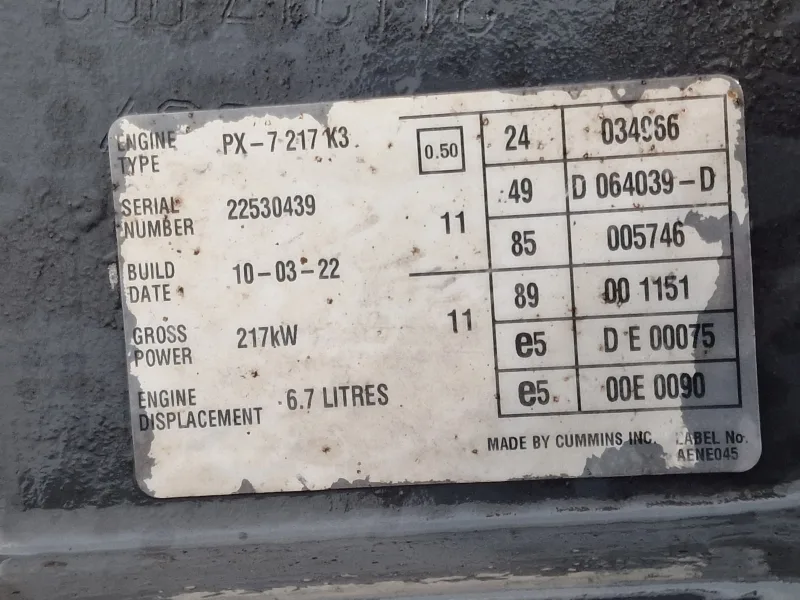 ENGINE TYPE PX-7 217 K3
SERIAL NUMBER 22530439
BUILD DATE 10-03-22
GROSS POWER 217kW
ENGINE DISPLACEMENT 6.7 LITRES
0.50
11
11
24 034966
49 D 064039-D
85 005746
89 00 1151
e5 D E 00075
e5 00E 0090
MADE BY CUMMINS INC. LABEL No.
AENE045